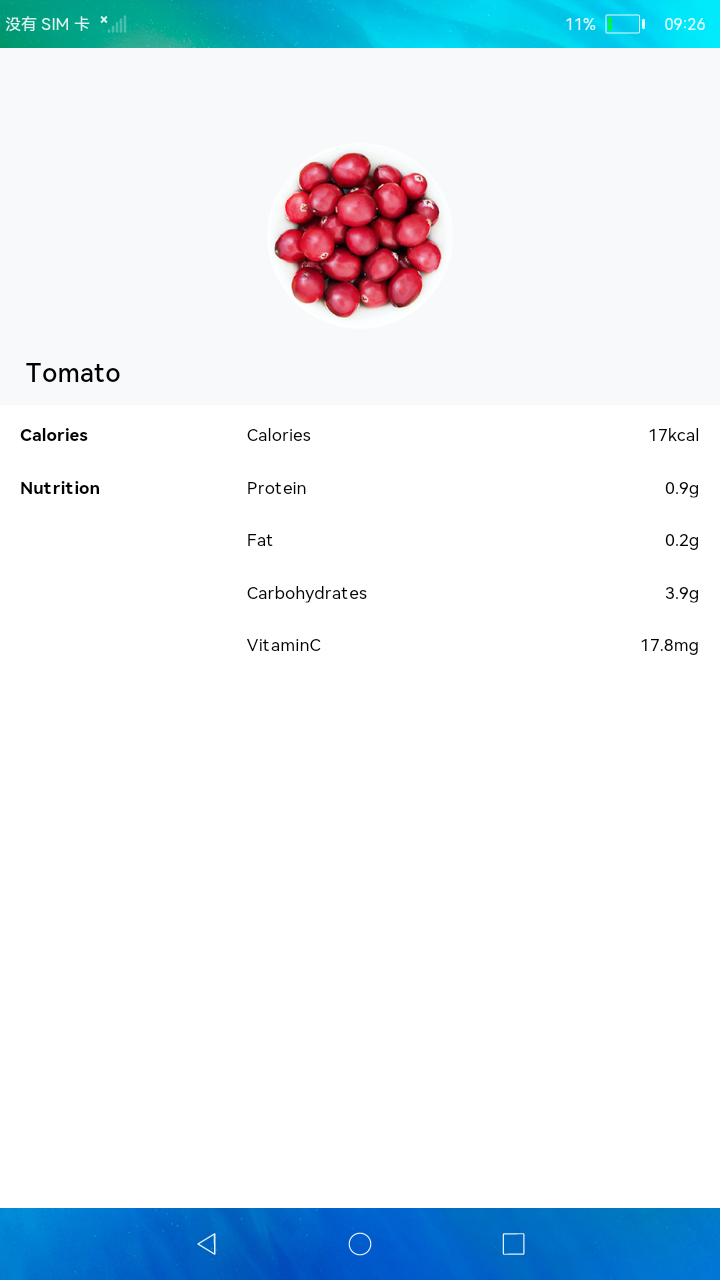 没有 SIM 卡 11% 09:26
Tomato
Calories Calories 17kcal
Nutrition Protein 0.9g
Fat 0.2g
Carbohydrates 3.9g
VitaminC 17.8mg